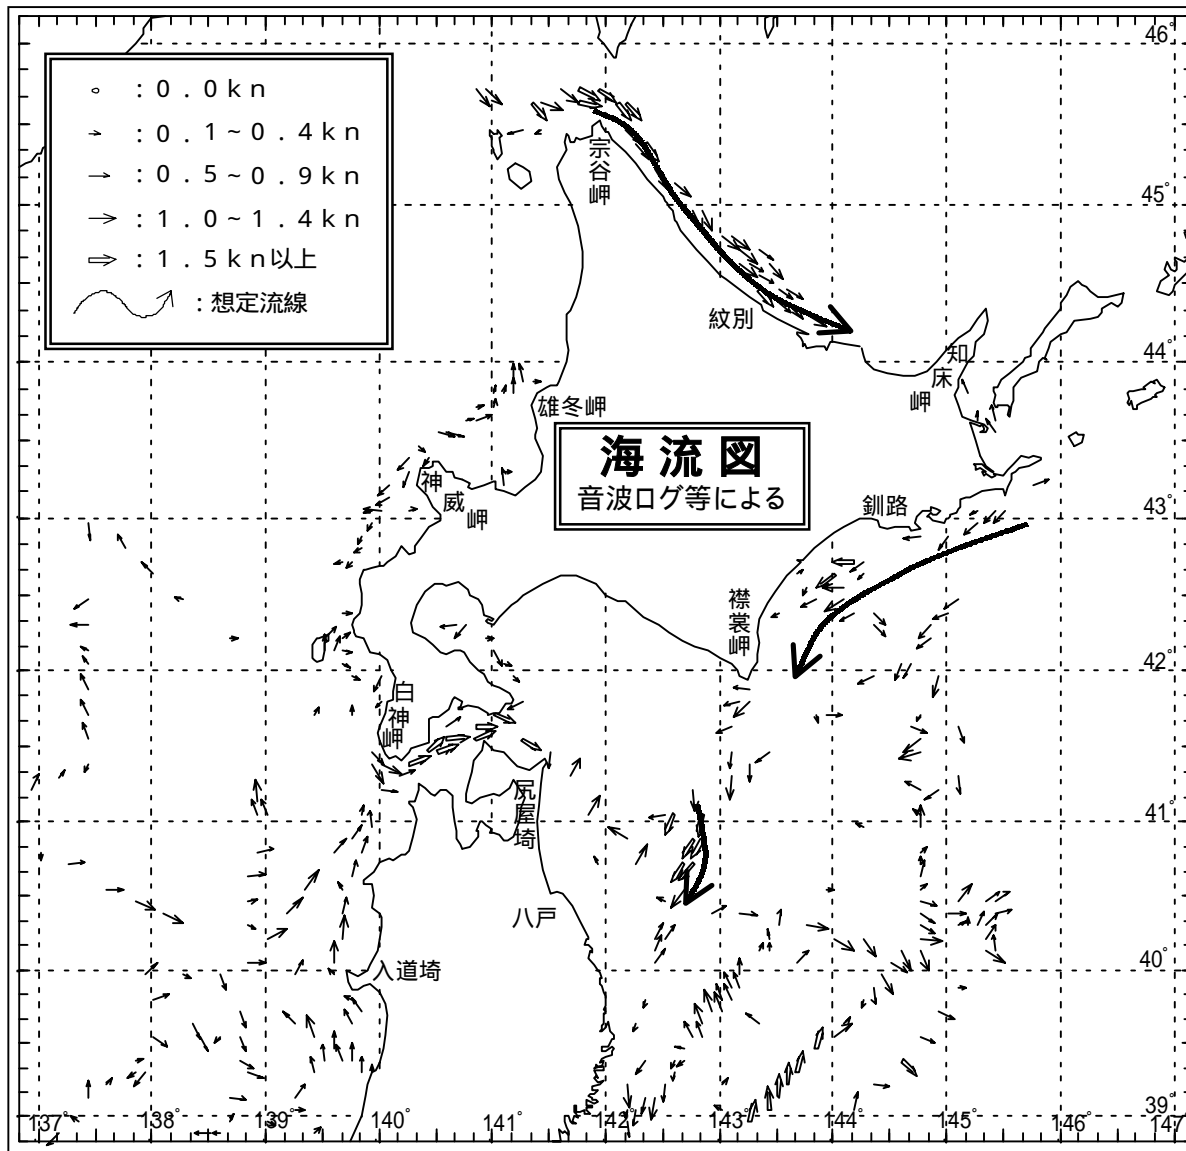 ：0．0ｋｎ
：0．1～0．4ｋｎ
：0．5～0．9ｋｎ
：1．0～1．4ｋｎ
：1．5ｋｎ以上
：想定流線
海流図
音波ログ等による
宗谷岬
紋別
知床岬
雄冬岬
神威岬
釧路
襟裳岬
白神岬
尻屋埼
八戸
入道埼
46°
45°
44°
43°
42°
41°
40°
39°
137° 138° 139° 140° 141° 142° 143° 144° 145° 146° 147°